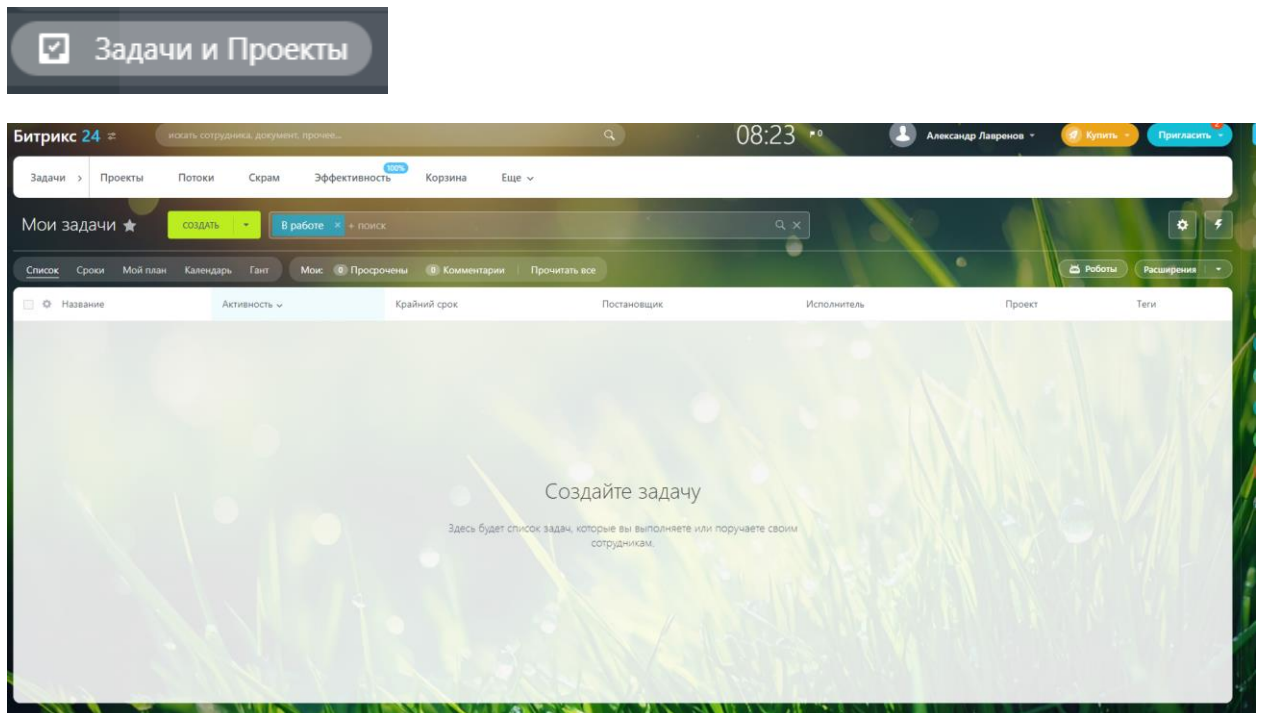 Задачи и Проекты
Битрикс 24
искать сотрудника, документ, прочее...
08:23
0
Александр Лавренов
Купить
Пригласить
Задачи
Проекты
Потоки
Скрам
Эффективность
100%
Корзина
Еще
Мои задачи
СОЗДАТЬ
В работе × + поиск
Список
Сроки
Мой план
Календарь
Гант
Мои:
0 Просрочены
0 Комментарии
Прочитать все
Роботы
Расширения
Название
Активность
Крайний срок
Постановщик
Исполнитель
Проект
Теги
Создайте задачу
Здесь будет список задач, которые вы выполняете или поручаете своим
сотрудникам.